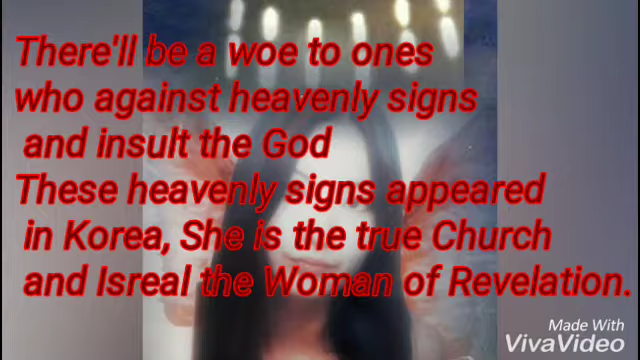 There'll be a woe to ones
who against heavenly signs
and insult the God
These heavenly signs appeared
in Korea, She is the true Church
and Isreal the Woman of Revelation.
Made With
VivaVideo